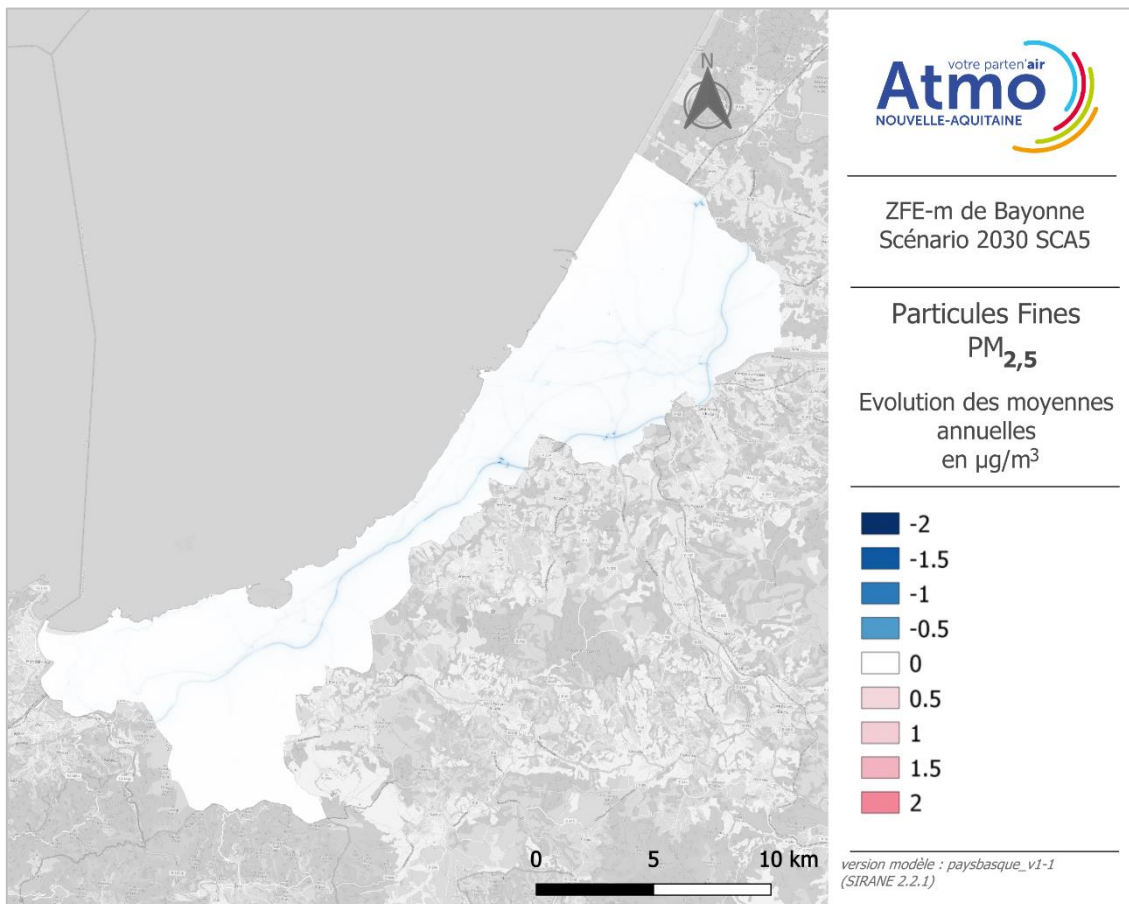 N
votre parten'air
Atmo
NOUVELLE-AQUITAINE
ZFE-m de Bayonne
Scénario 2030 SCA5
Particules Fines
PM2,5
Evolution des moyennes
annuelles
en µg/m³
-2
-1.5
-1
-0.5
0
0.5
1
1.5
2
0 5 10 km
version modèle : paysbasque_v1-1
(SIRANE 2.2.1)